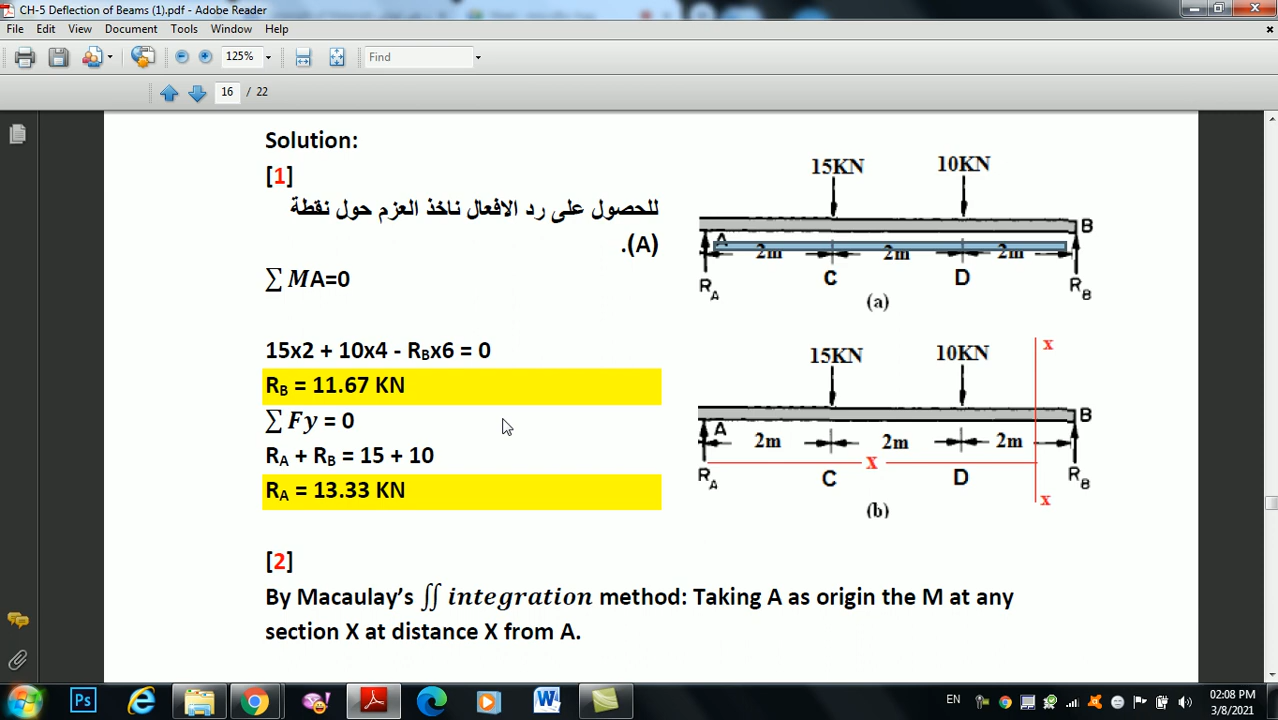 CH-5 Deflection of Beams (1).pdf - Adobe Reader
File Edit View Document Tools Window Help
125% Find
16 / 22
Solution:
[1]
للحصول على رد الافعال ناخذ العزم حول نقطة
(A).
∑ MA=0
15x2 + 10x4 - RBx6 = 0
RB = 11.67 KN
∑ Fy = 0
RA + RB = 15 + 10
RA = 13.33 KN
15KN 10KN
A B
2m 2m 2m
RA C D RB
(a)
15KN 10KN x
A B
2m 2m 2m
x
RA C D RB
x
(b)
[2]
By Macaulay’s ∬ integration method: Taking A as origin the M at any
section X at distance X from A.
Ps W EN 02:08 PM
3/8/2021